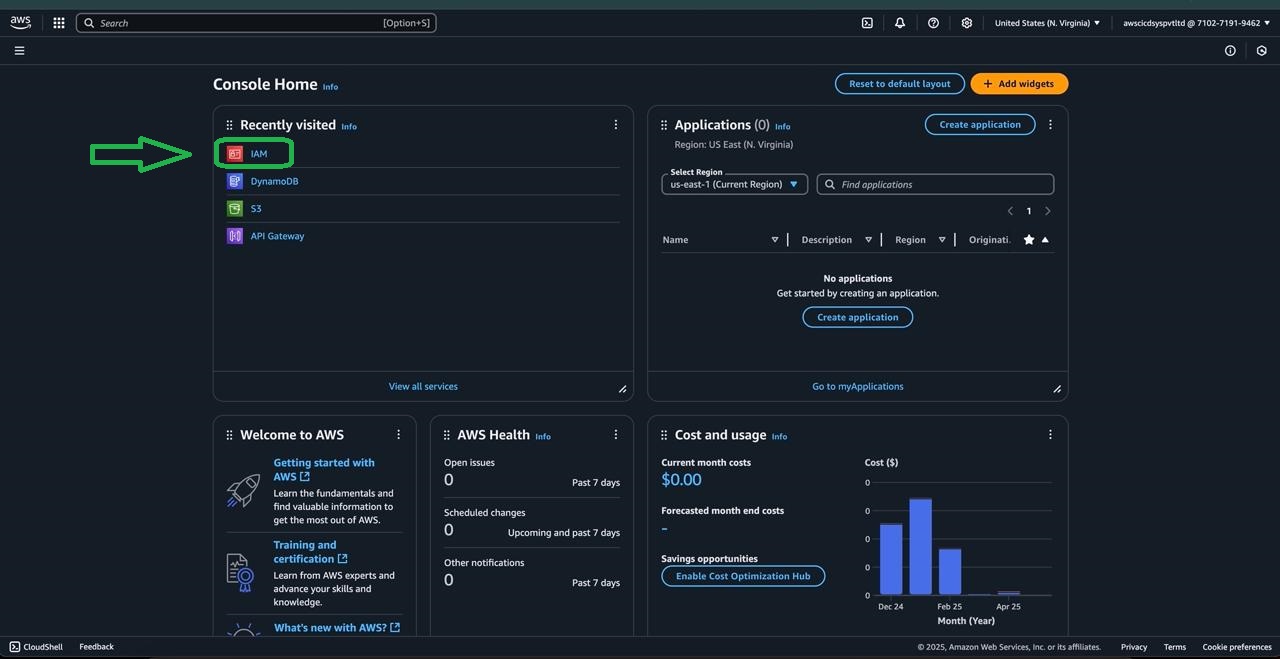 aws
Search [Option+S]
United States (N. Virginia)
awscicdsyspvtltd @ 7102-7191-9462
Console Home Info
Reset to default layout
Add widgets
Recently visited Info
IAM
DynamoDB
S3
API Gateway
View all services
Applications (0) Info
Region: US East (N. Virginia)
Create application
Select Region
us-east-1 (Current Region)
Find applications
1
Name Description Region Originati.
No applications
Get started by creating an application.
Create application
Go to myApplications
Welcome to AWS
Getting started with
AWS
Learn the fundamentals and
find valuable information to
get the most out of AWS.
Training and
certification
Learn from AWS experts and
advance your skills and
knowledge.
What's new with AWS?
AWS Health Info
Open issues
0 Past 7 days
Scheduled changes
0 Upcoming and past 7 days
Other notifications
0 Past 7 days
Cost and usage Info
Current month costs
$0.00
Forecasted month end costs
–
Savings opportunities
Enable Cost Optimization Hub
Cost ($)
0
0
0
0
0
Dec 24 Feb 25 Apr 25
Month (Year)
CloudShell Feedback
© 2025, Amazon Web Services, Inc. or its affiliates. Privacy Terms Cookie preferences